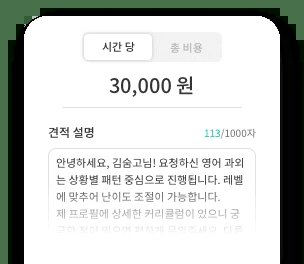 시간 당
총 비용
30,000 원
견적 설명
113/1000자
안녕하세요, 김숨고님! 요청하신 영어 과외
는 상황별 패턴 중심으로 진행됩니다. 레벨
에 맞추어 난이도 조절이 가능합니다.
제 프로필에 상세한 커리큘럼이 있으니 궁